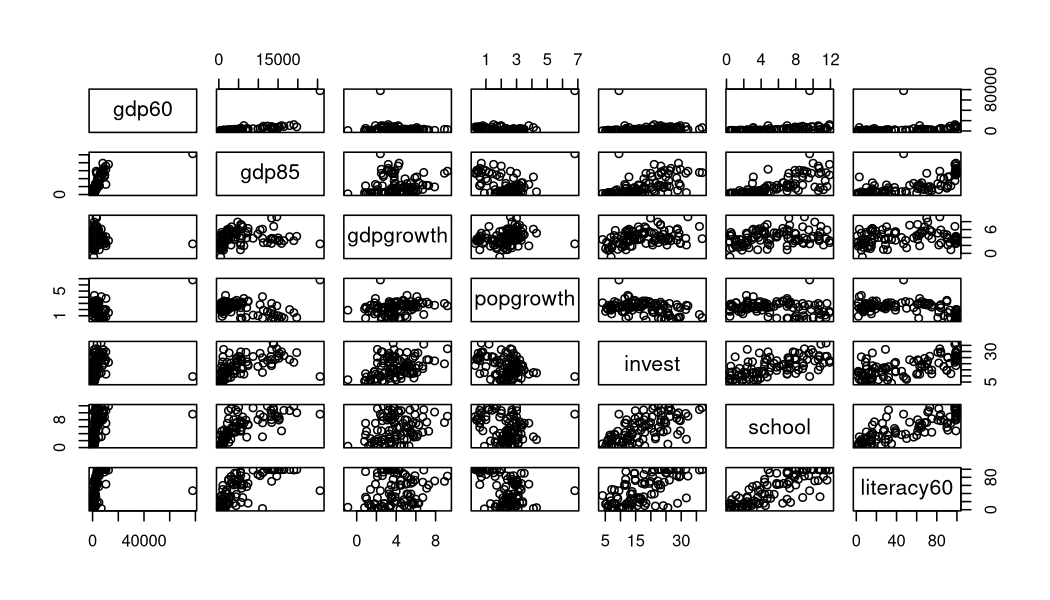 0 15000
1 3 5 7
0 4 8 12
gdp60
0 80000
0
gdp85
gdpgrowth
0 6
1 5
popgrowth
invest
5 30
0 8
school
literacy60
0 80
0 40000
0 4 8
5 15 30
0 40 80